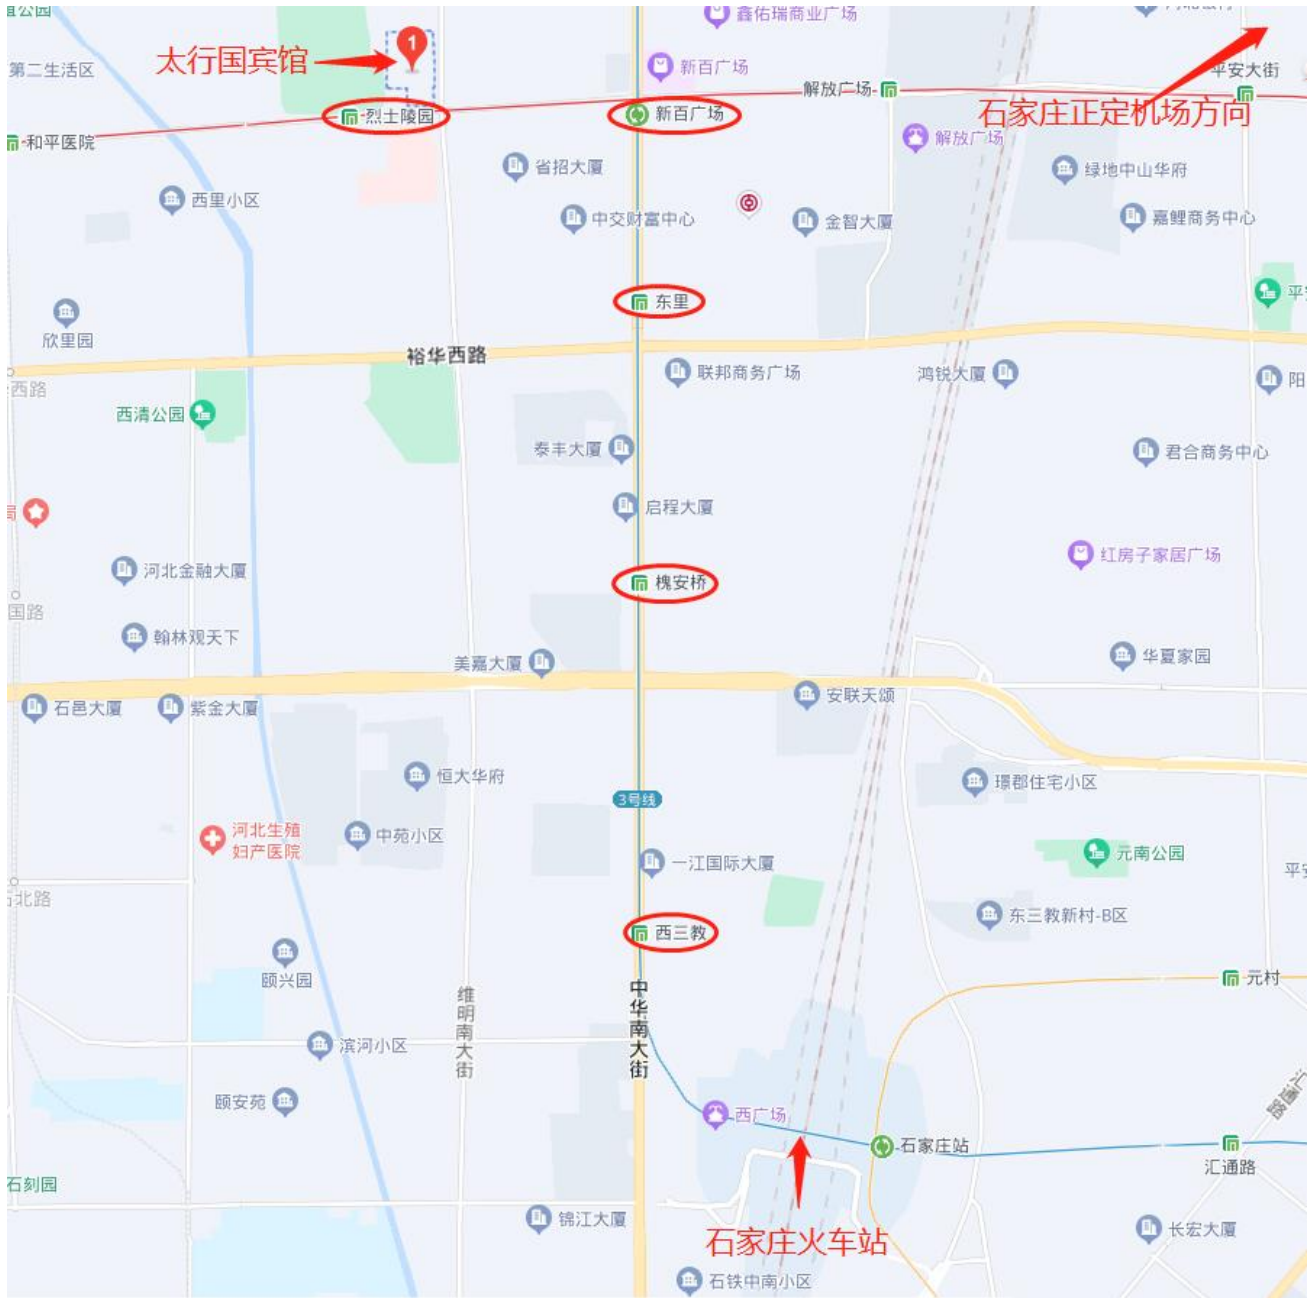 鑫佑瑞商业广场
太行国宾馆
1
第二生活区
新百广场
平安大街
解放广场
石家庄正定机场方向
烈士陵园
新百广场
和平医院
解放广场
省招大厦
绿地中山华府
西里小区
中交财富中心
金智大厦
嘉鲤商务中心
东里
欣里园
裕华西路
联邦商务广场
鸿锐大厦
阳
西路
西清公园
泰丰大厦
君合商务中心
启程大厦
红房子家居广场
河北金融大厦
槐安桥
国路
翰林观天下
美嘉大厦
华夏家园
石邑大厦
紫金大厦
安联天颂
恒大华府
璟郡住宅小区
3号线
河北生殖
妇产医院
中苑小区
一江国际大厦
元南公园
北路
东三教新村-B区
西三教
颐兴园
元村
维明南大街
中华南大街
滨河小区
颐安苑
西广场
汇通路
石家庄站
汇通路
石刻园
锦江大厦
石家庄火车站
长宏大厦
石铁中南小区